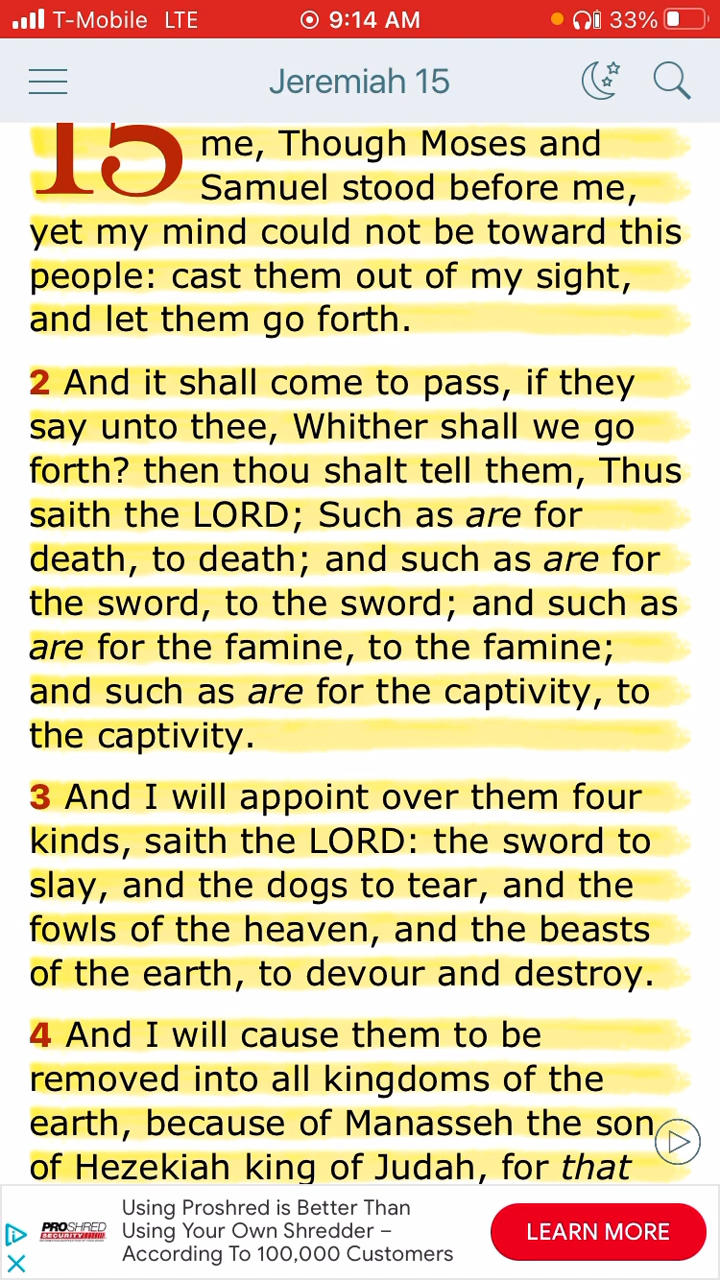 T-Mobile LTE 9:14 AM 33%
Jeremiah 15
15 me, Though Moses and
Samuel stood before me,
yet my mind could not be toward this
people: cast them out of my sight,
and let them go forth.
2 And it shall come to pass, if they
say unto thee, Whither shall we go
forth? then thou shalt tell them, Thus
saith the LORD; Such as are for
death, to death; and such as are for
the sword, to the sword; and such as
are for the famine, to the famine;
and such as are for the captivity, to
the captivity.
3 And I will appoint over them four
kinds, saith the LORD: the sword to
slay, and the dogs to tear, and the
fowls of the heaven, and the beasts
of the earth, to devour and destroy.
4 And I will cause them to be
removed into all kingdoms of the
earth, because of Manasseh the son
of Hezekiah king of Judah, for that
PROSHRED
SECURITY
Using Proshred is Better Than
Using Your Own Shredder –
According To 100,000 Customers
LEARN MORE